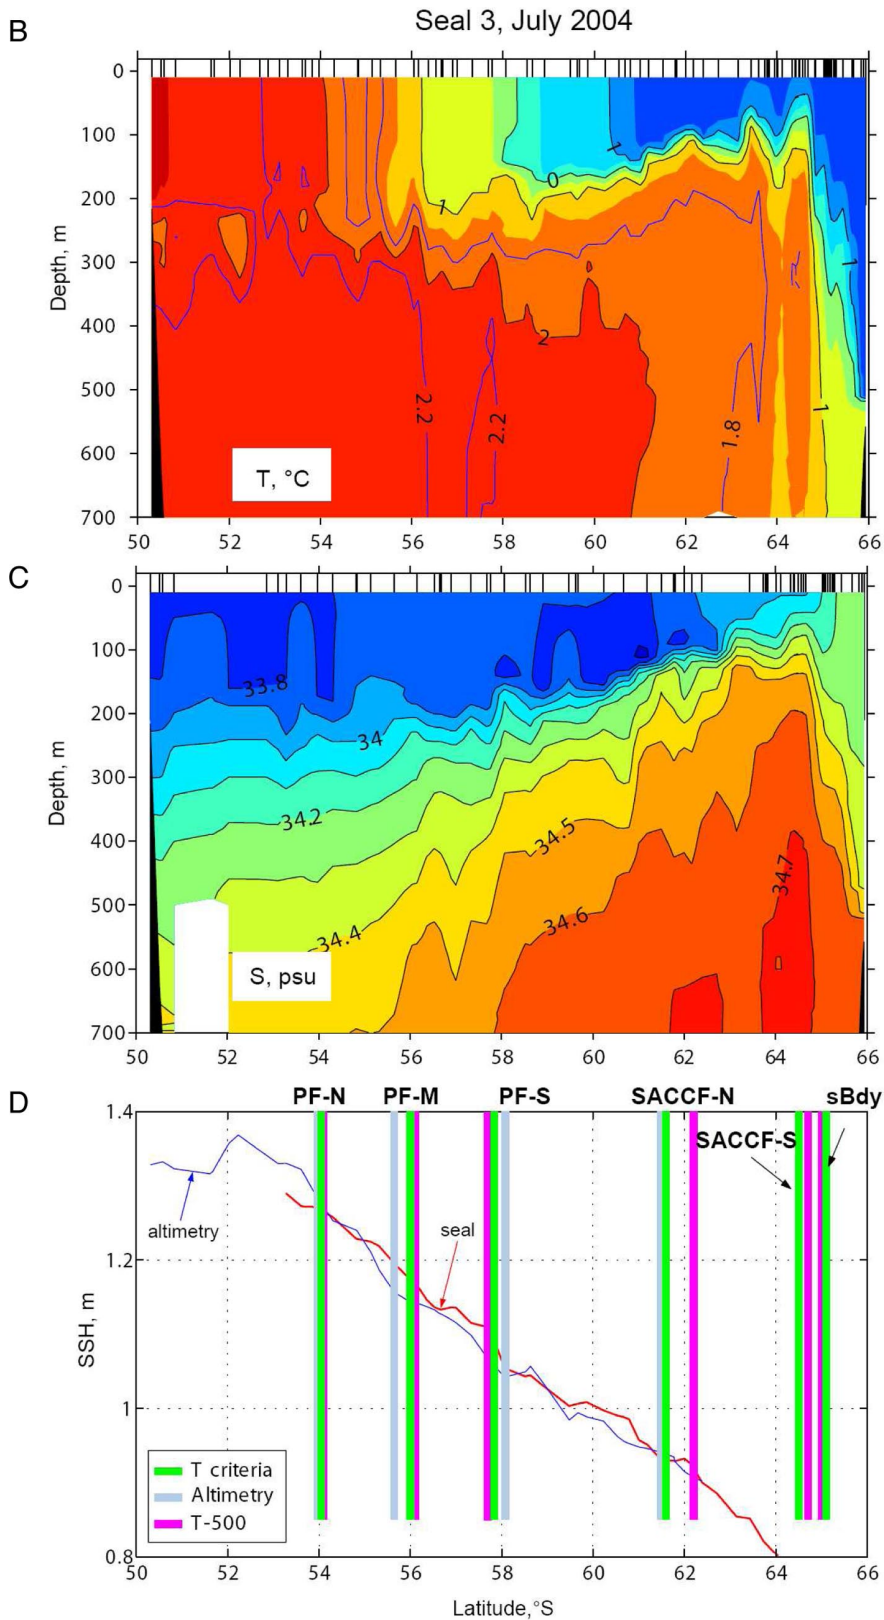 B
Seal 3, July 2004
0
100
200
300
400
500
600
700
Depth, m
1
0
1
1
2
2.2
2.2
1.8
1
T, °C
50 52 54 56 58 60 62 64 66
C
0
100
200
300
400
500
600
700
Depth, m
33.8
34
34.2
34.4
34.5
34.6
34.7
S, psu
50 52 54 56 58 60 62 64 66
D
PF-N PF-M PF-S SACCF-N sBdy
SACCF-S
1.4
1.2
1
0.8
SSH, m
altimetry
seal
T criteria
Altimetry
T-500
50 52 54 56 58 60 62 64 66
Latitude,°S